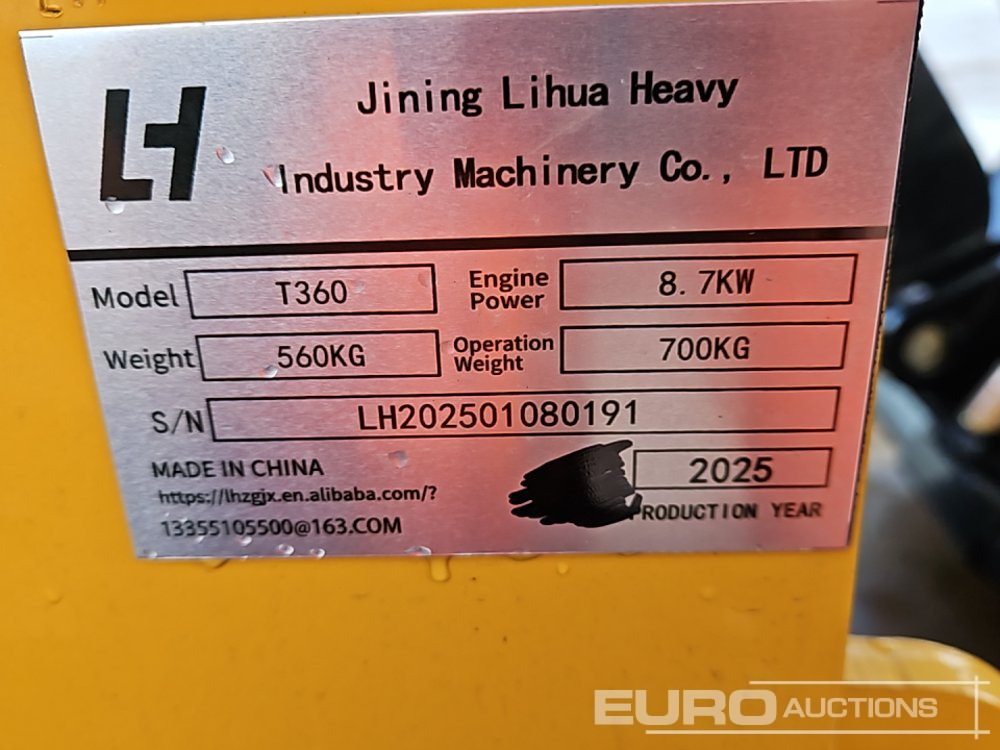 LH
Jining Lihua Heavy
Industry Machinery Co., LTD
Model T360 Engine Power 8.7KW
Weight 560KG Operation Weight 700KG
S/N LH202501080191
MADE IN CHINA
2025
https://lhzgjx.en.alibaba.com/?
PRODUCTION YEAR
13355105500@163.COM
EURO AUCTIONS